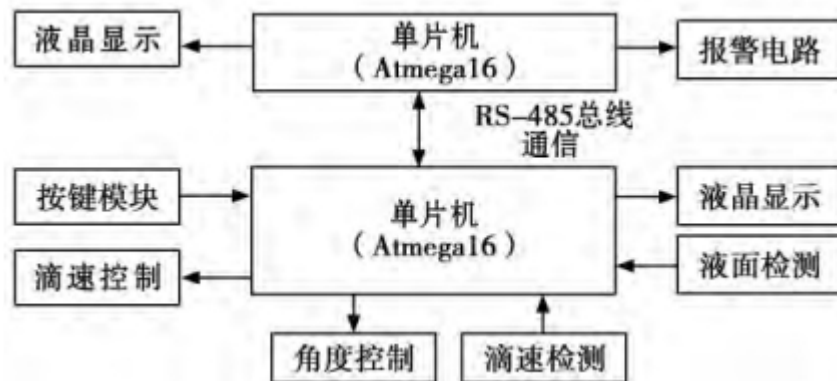 液晶显示
单片机
（Atmega16）
报警电路
RS-485总线
通信
按键模块
单片机
（Atmega16）
液晶显示
滴速控制
液面检测
角度控制
滴速检测